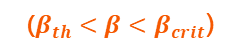 (β_th < β < β_crit)